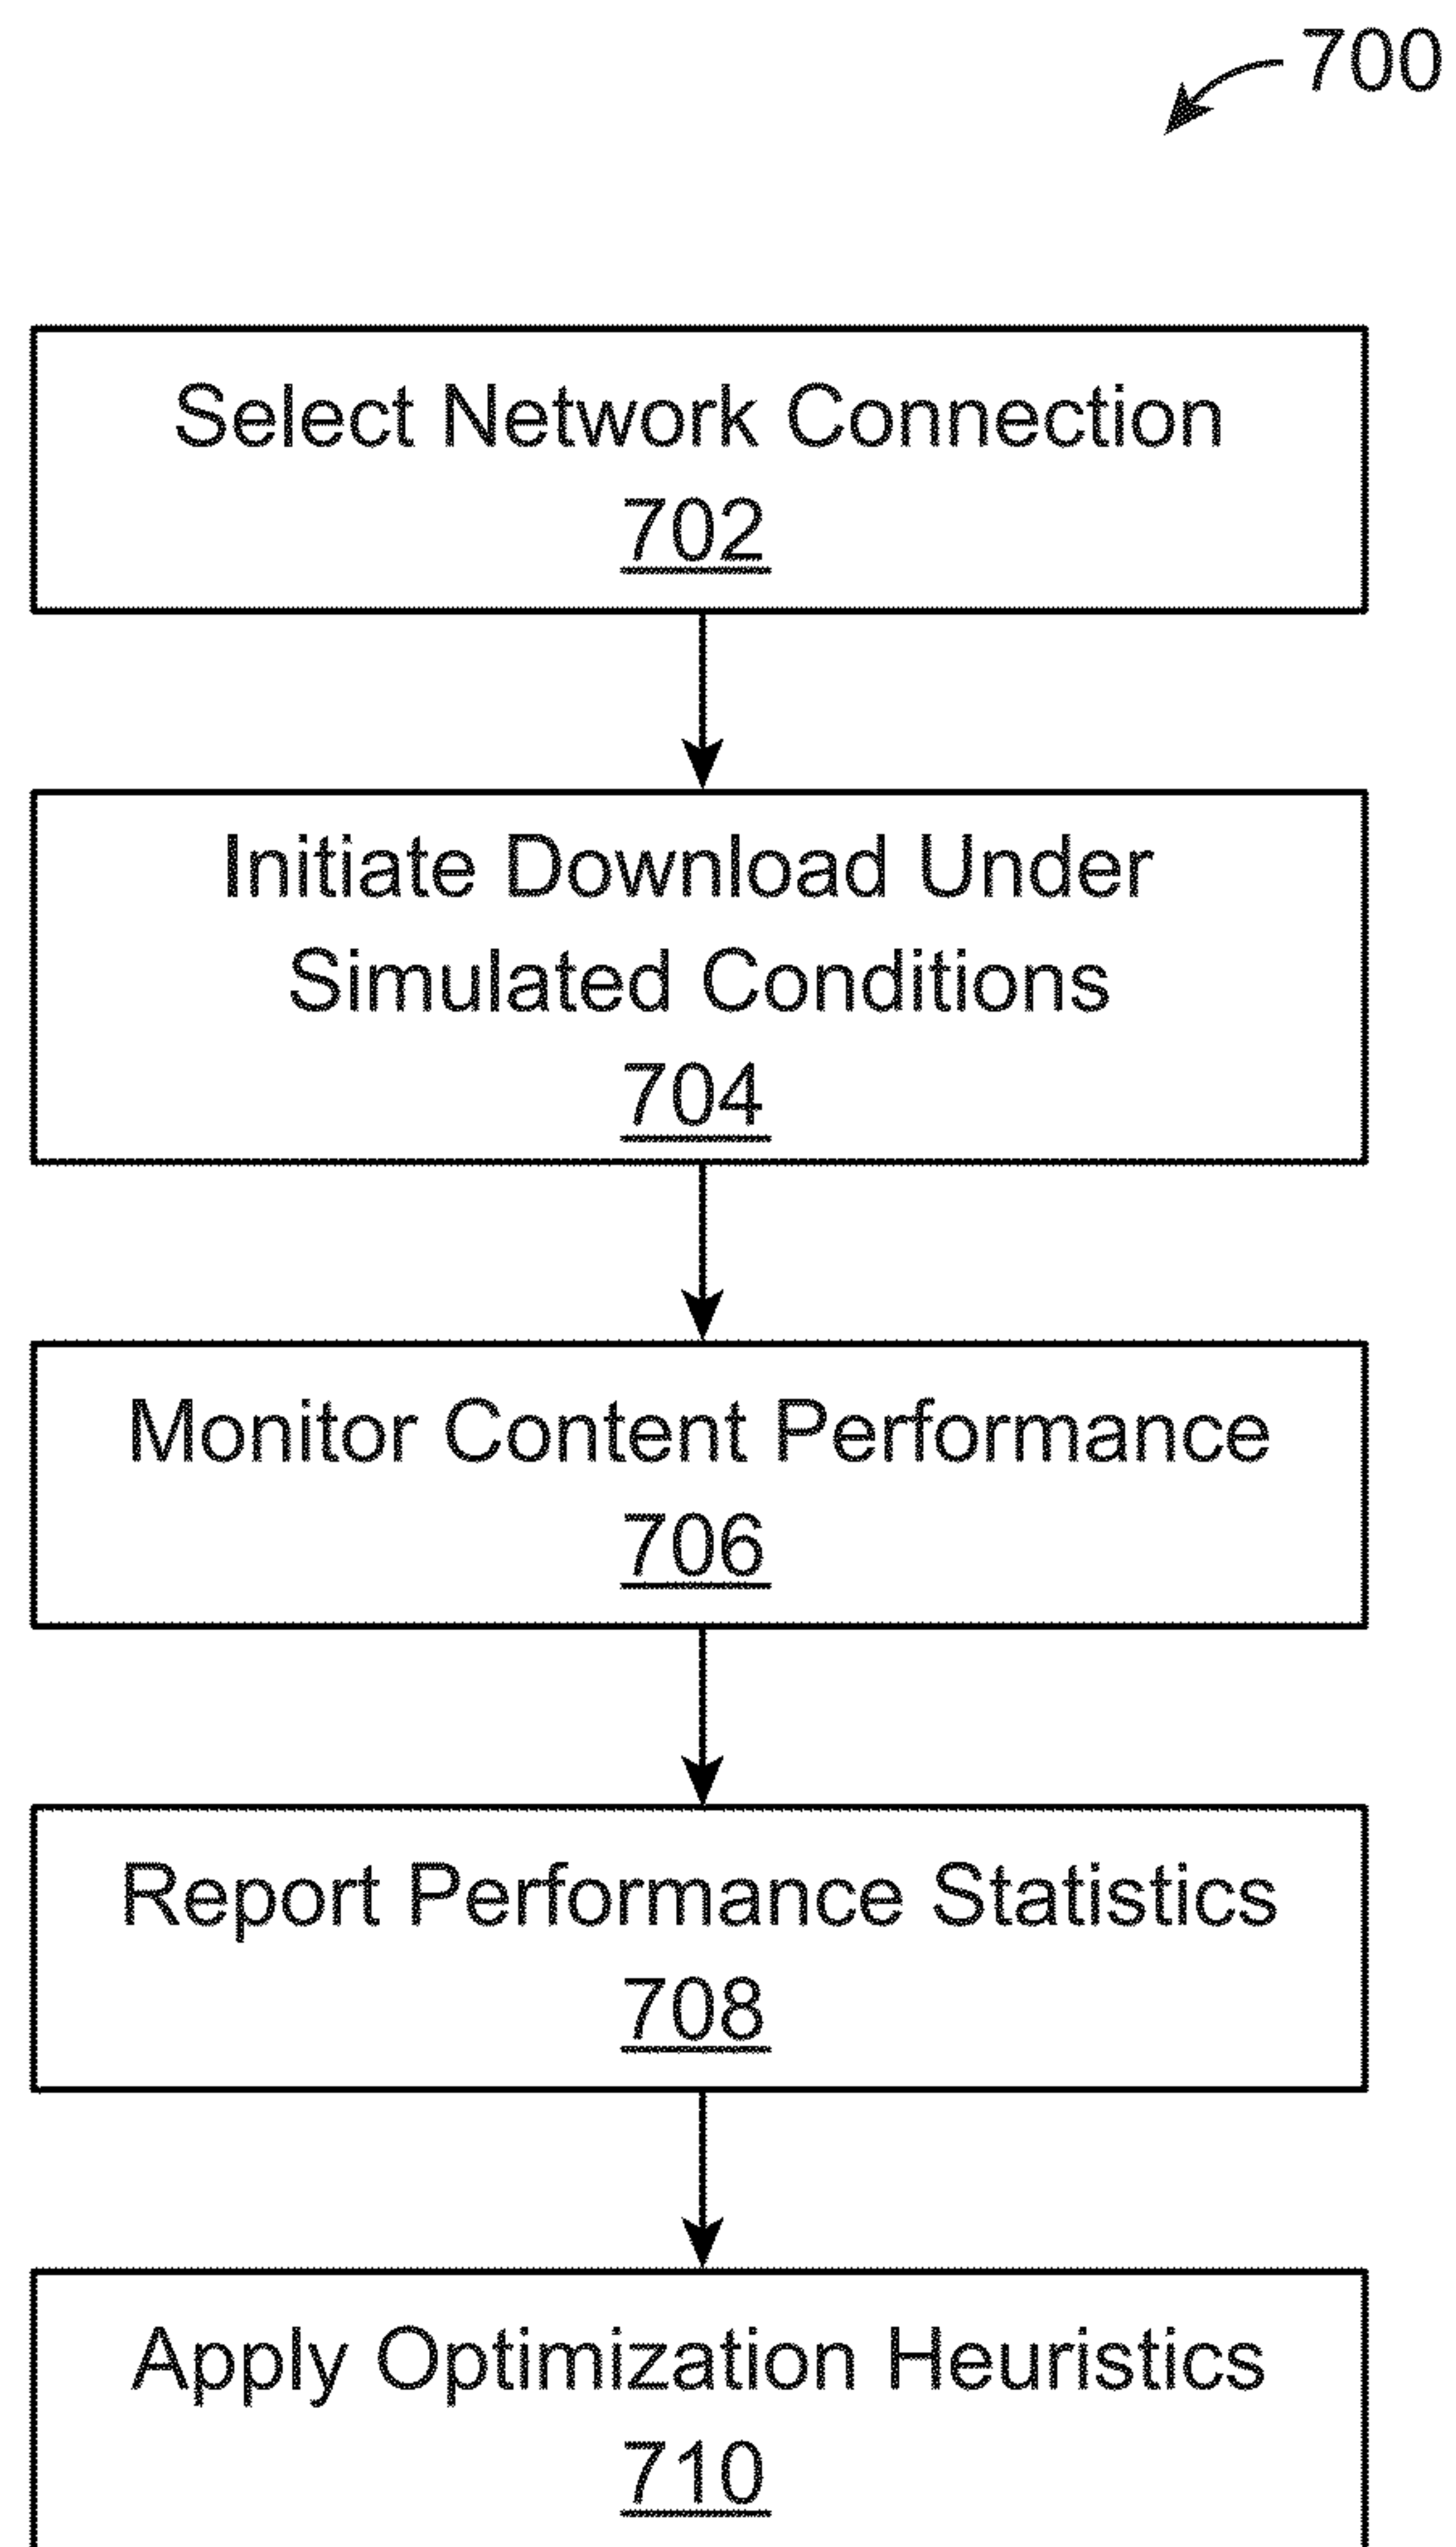 700
Select Network Connection
702
Initiate Download Under
Simulated Conditions
704
Monitor Content Performance
706
Report Performance Statistics
708
Apply Optimization Heuristics
710